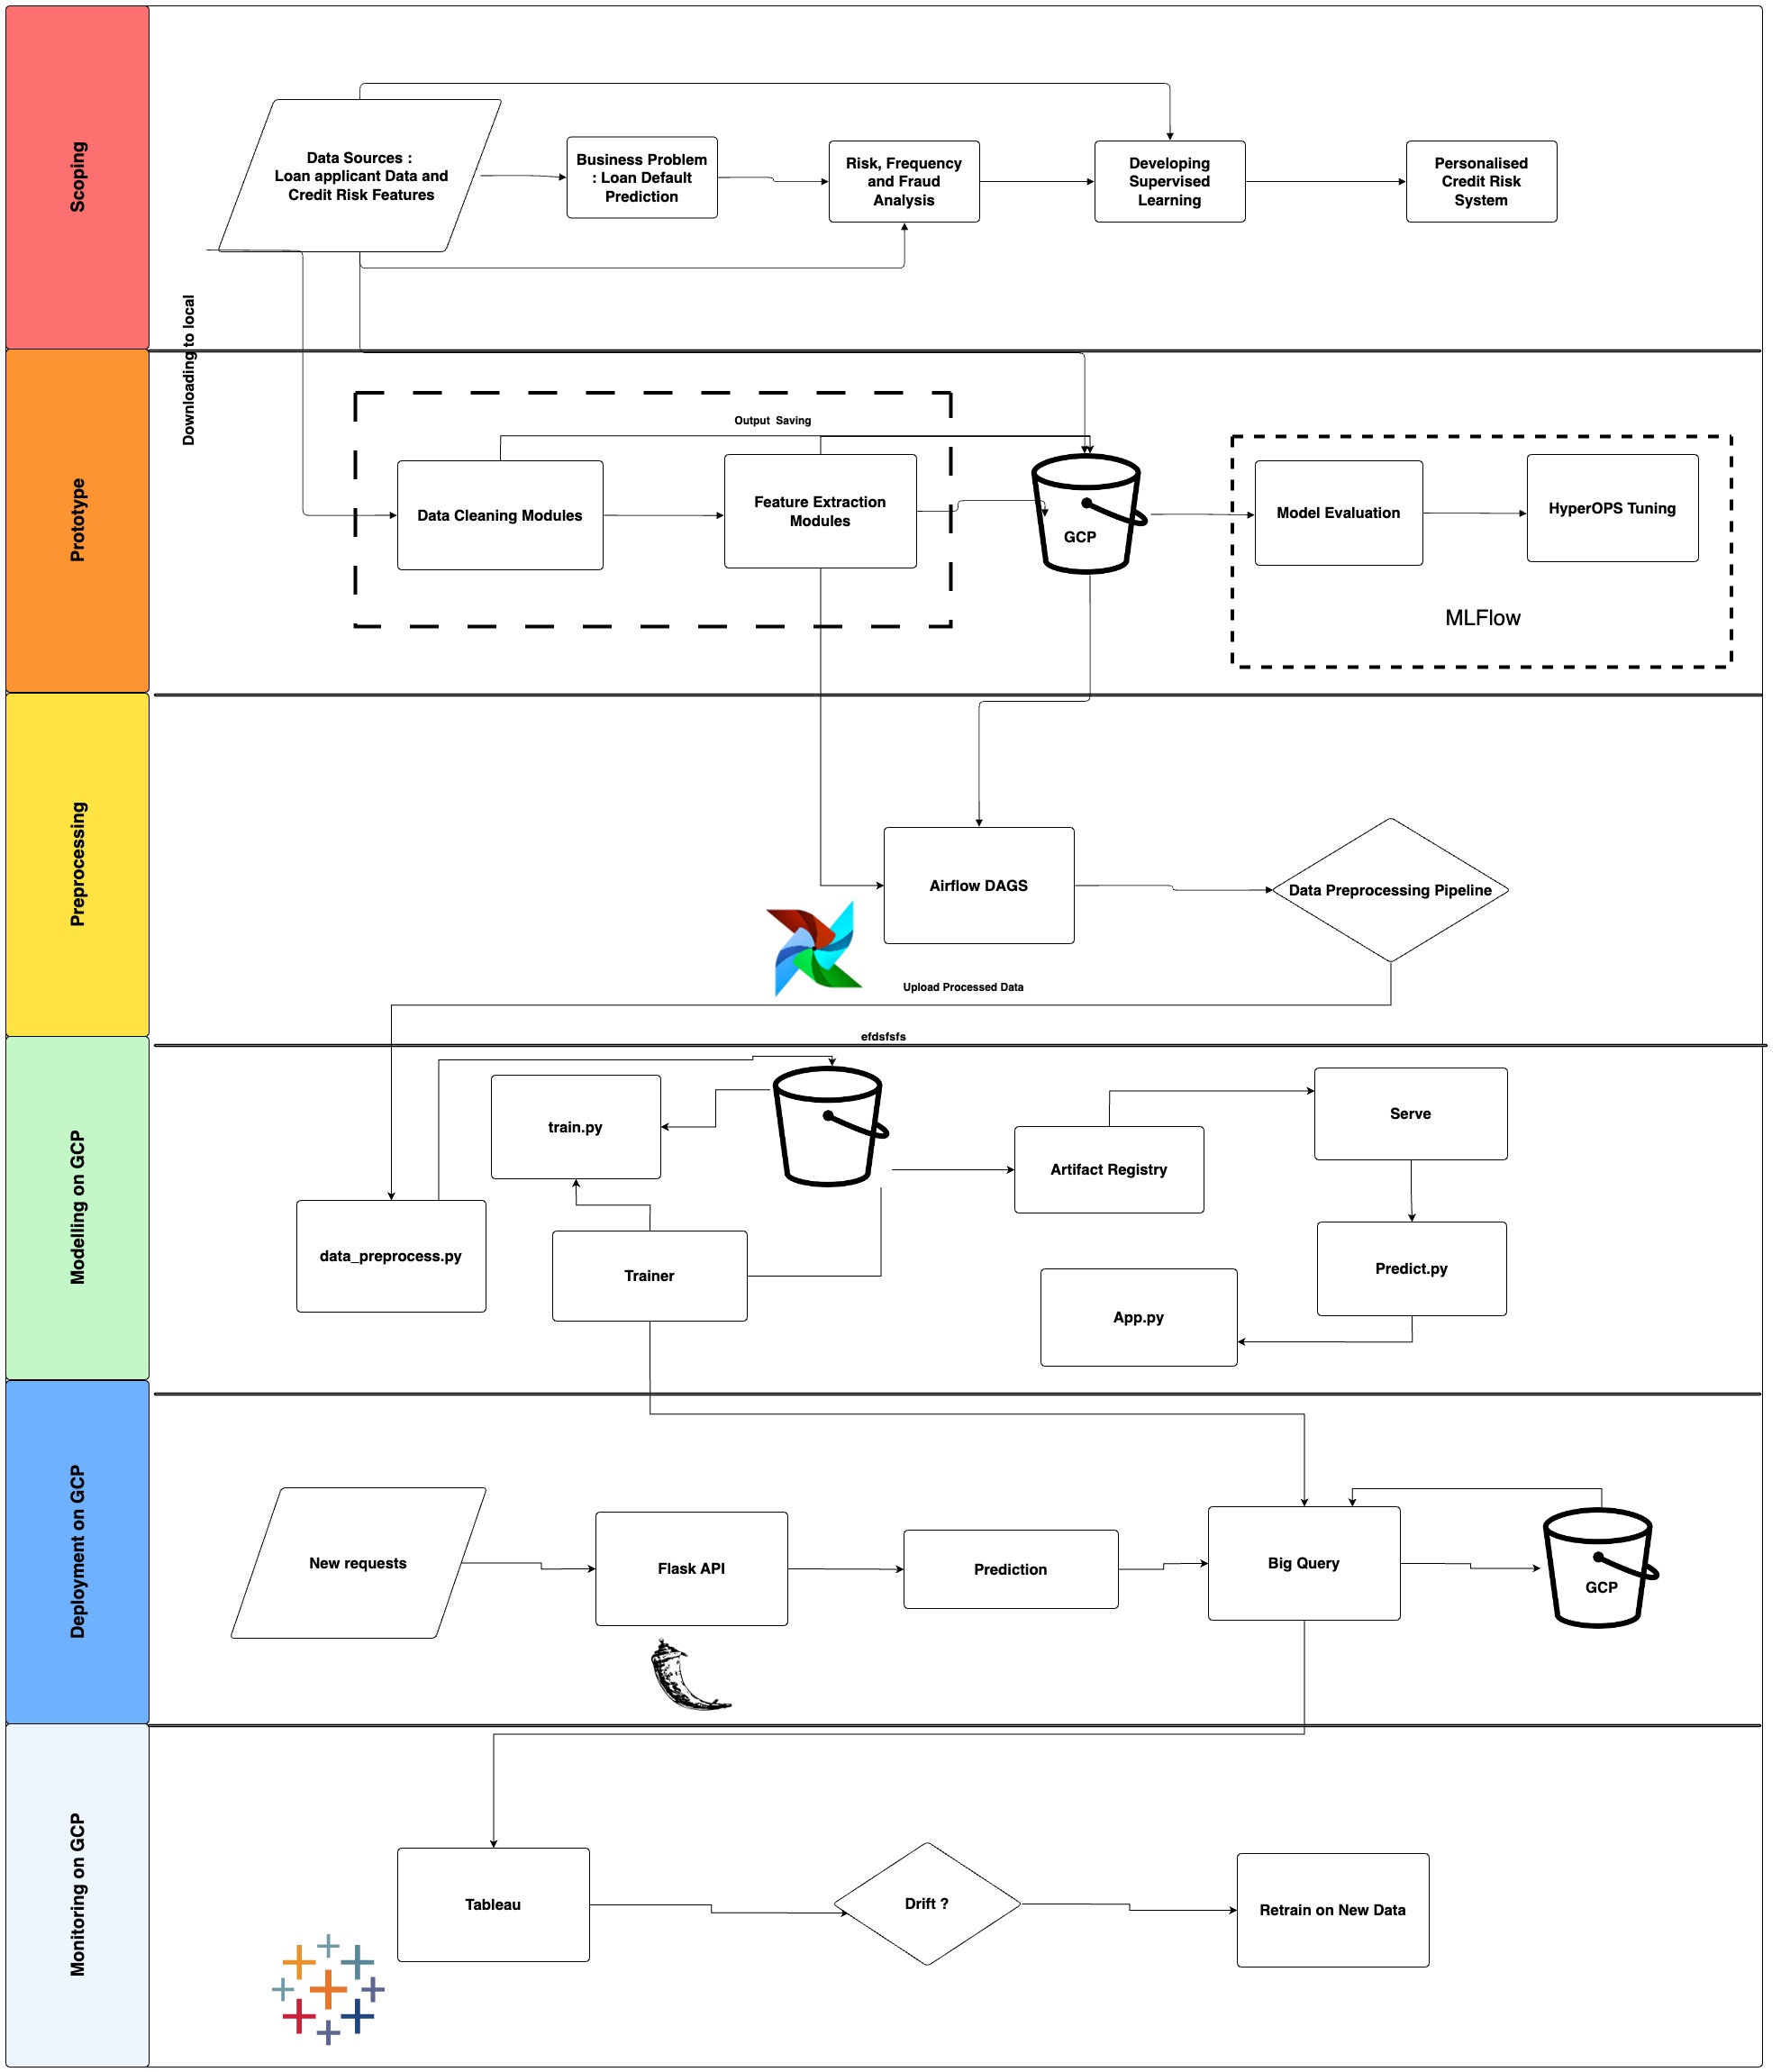 Scoping
Data Sources :
Loan applicant Data and
Credit Risk Features
Business Problem
: Loan Default
Prediction
Risk, Frequency
and Fraud
Analysis
Developing
Supervised
Learning
Personalised
Credit Risk
System
Downloading to local
Prototype
Output Saving
Data Cleaning Modules
Feature Extraction
Modules
GCP
Model Evaluation
HyperOPS Tuning
MLFlow
Preprocessing
Airflow DAGS
Data Preprocessing Pipeline
Upload Processed Data
efdsfsfs
Modeling on GCP
train.py
Serve
Artifact Registry
data_preprocess.py
Trainer
Predict.py
App.py
Deployment on GCP
New requests
Flask API
Prediction
Big Query
GCP
Monitoring on GCP
Tableau
Drift ?
Retrain on New Data